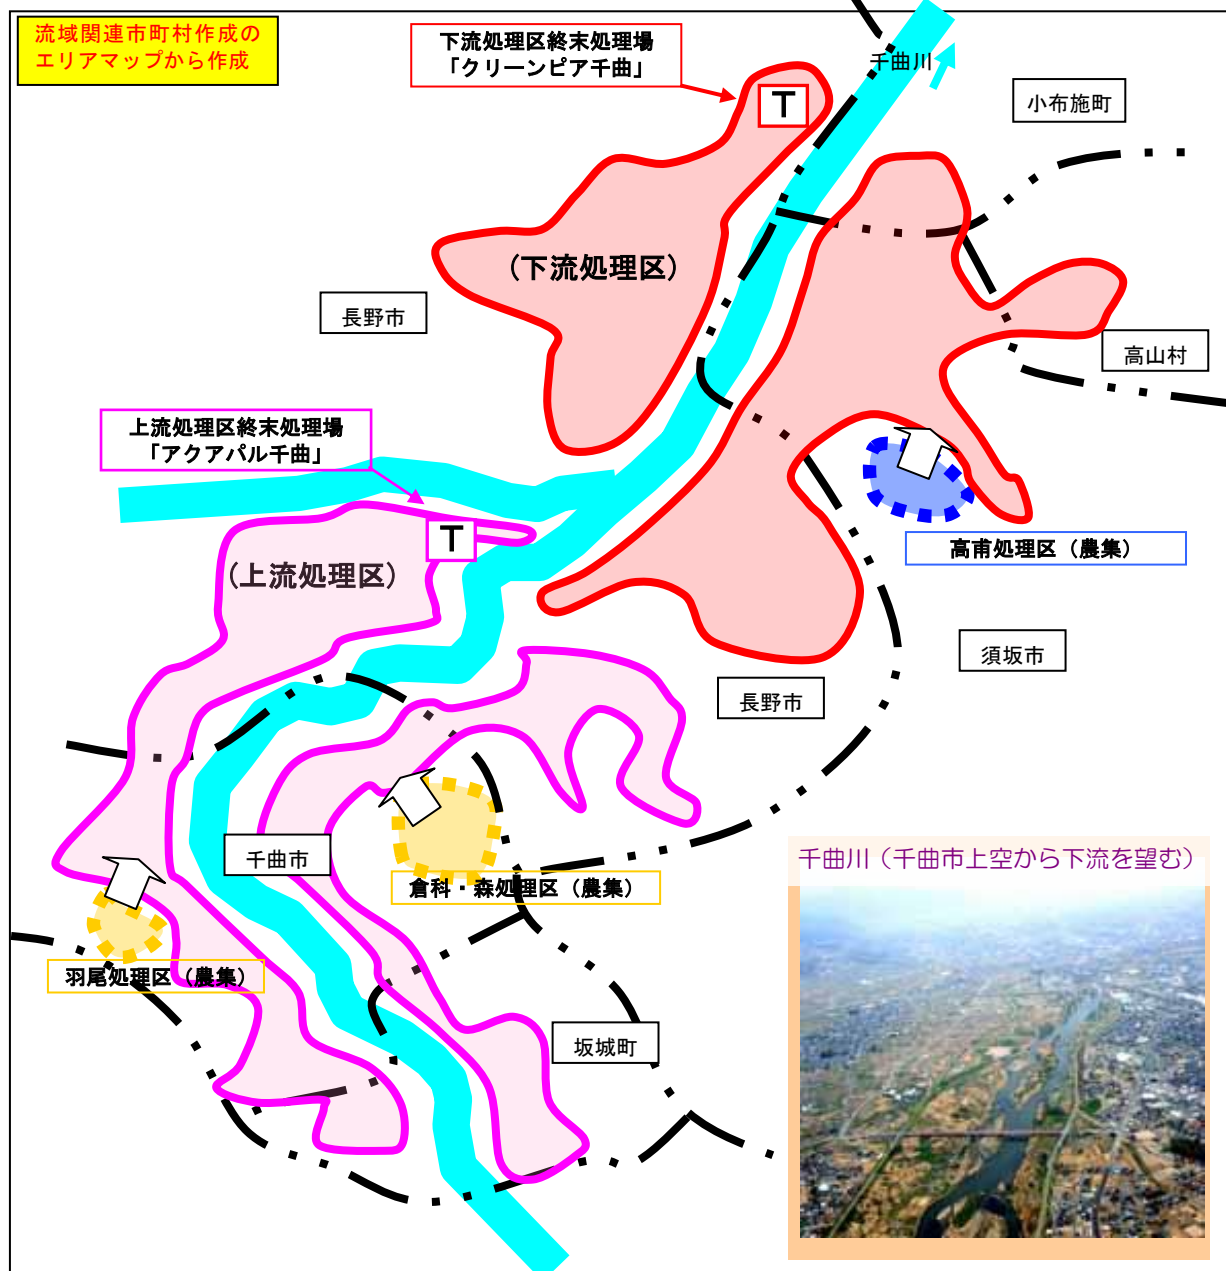 流域関連市町村作成の
エリアマップから作成
下流処理区終末処理場
「クリーンピア千曲」
千曲川
T
小布施町
(下流処理区)
長野市
高山村
上流処理区終末処理場
「アクアパル千曲」
T
(上流処理区)
高甫処理区（農集）
須坂市
長野市
千曲市
倉科・森処理区（農集）
羽尾処理区（農集）
坂城町
千曲川（千曲市上空から下流を望む）